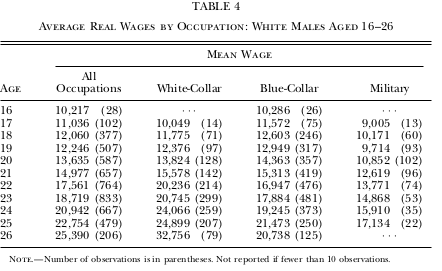 TABLE 4
AVERAGE REAL WAGES BY OCCUPATION: WHITE MALES AGED 16–26
MEAN WAGE
AGE All Occupations White-Collar Blue-Collar Military
16 10,217 (28) ··· 10,286 (26) ···
17 11,036 (102) 10,049 (14) 11,572 (75) 9,005 (13)
18 12,060 (377) 11,775 (71) 12,603 (246) 10,171 (60)
19 12,246 (507) 12,376 (97) 12,949 (317) 9,714 (93)
20 13,635 (587) 13,824 (128) 14,363 (357) 10,852 (102)
21 14,977 (657) 15,578 (142) 15,313 (419) 12,619 (96)
22 17,561 (764) 20,236 (214) 16,947 (476) 13,771 (74)
23 18,719 (833) 20,745 (299) 17,884 (481) 14,868 (53)
24 20,942 (667) 24,066 (259) 19,245 (373) 15,910 (35)
25 22,754 (479) 24,899 (207) 21,473 (250) 17,134 (22)
26 25,390 (206) 32,756 (79) 20,738 (125) ···
NOTE.—Number of observations is in parentheses. Not reported if fewer than 10 observations.